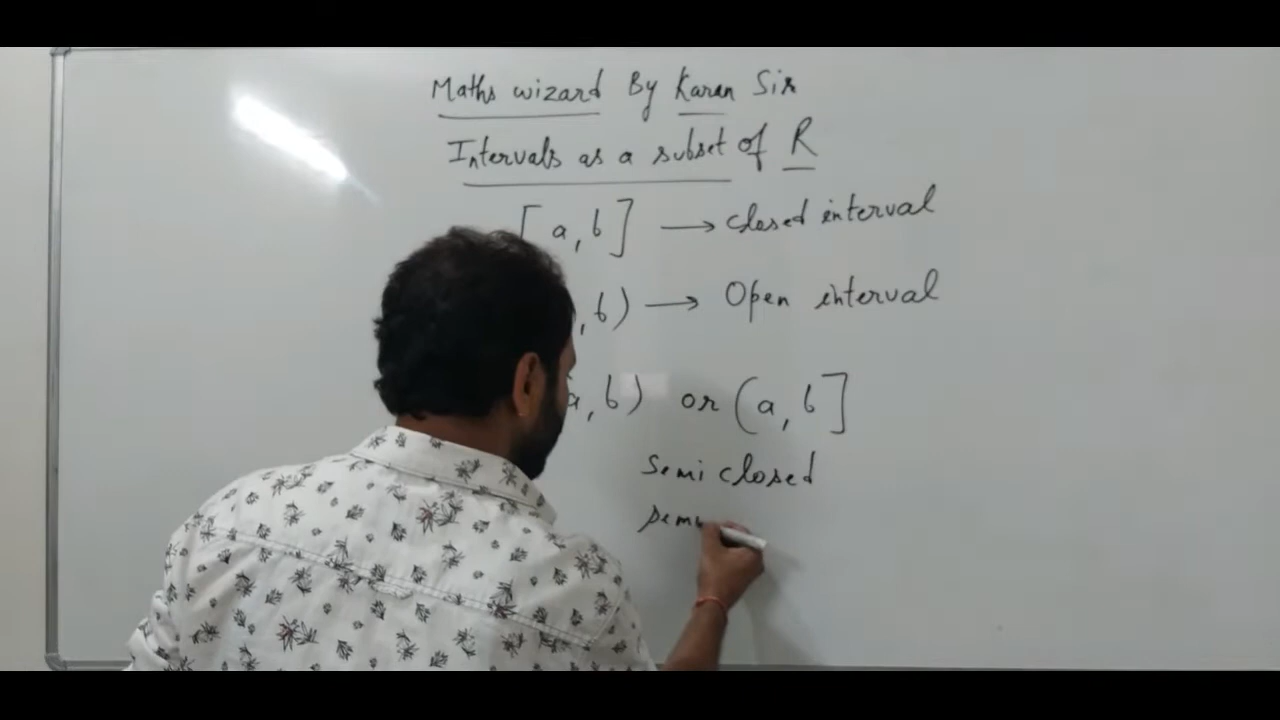 Maths wizard By Karan Sir
Intervals as a subset of R
[a, b] → closed interval
, b) → Open interval
a, b) or (a, b]
Semi closed